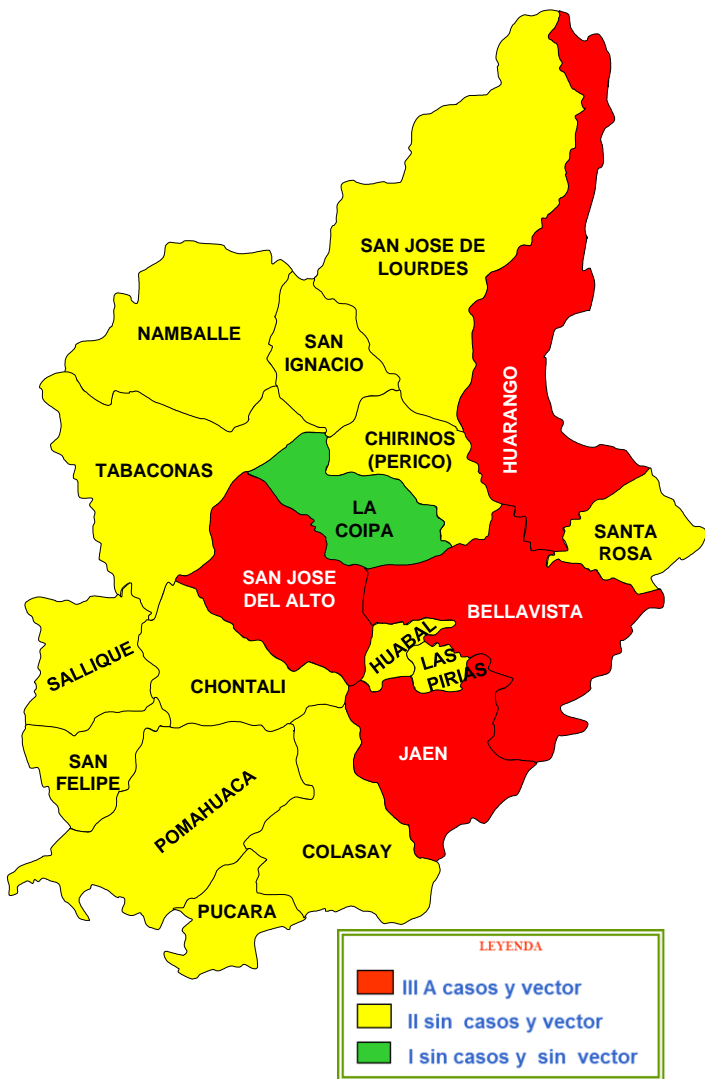 SAN JOSE DE
LOURDES
NAMBALLE
SAN
IGNACIO
HUARANGO
CHIRINOS
(PERICO)
TABACONAS
LA
COIPA
SANTA
ROSA
SAN JOSE
DEL ALTO
BELLAVISTA
HUABAL
LAS
PIRIAS
SALLIQUE
CHONTALI
JAEN
SAN
FELIPE
POMAHUACA
COLASAY
PUCARA
LEYENDA
III A casos y vector
II sin casos y vector
I sin casos y sin vector